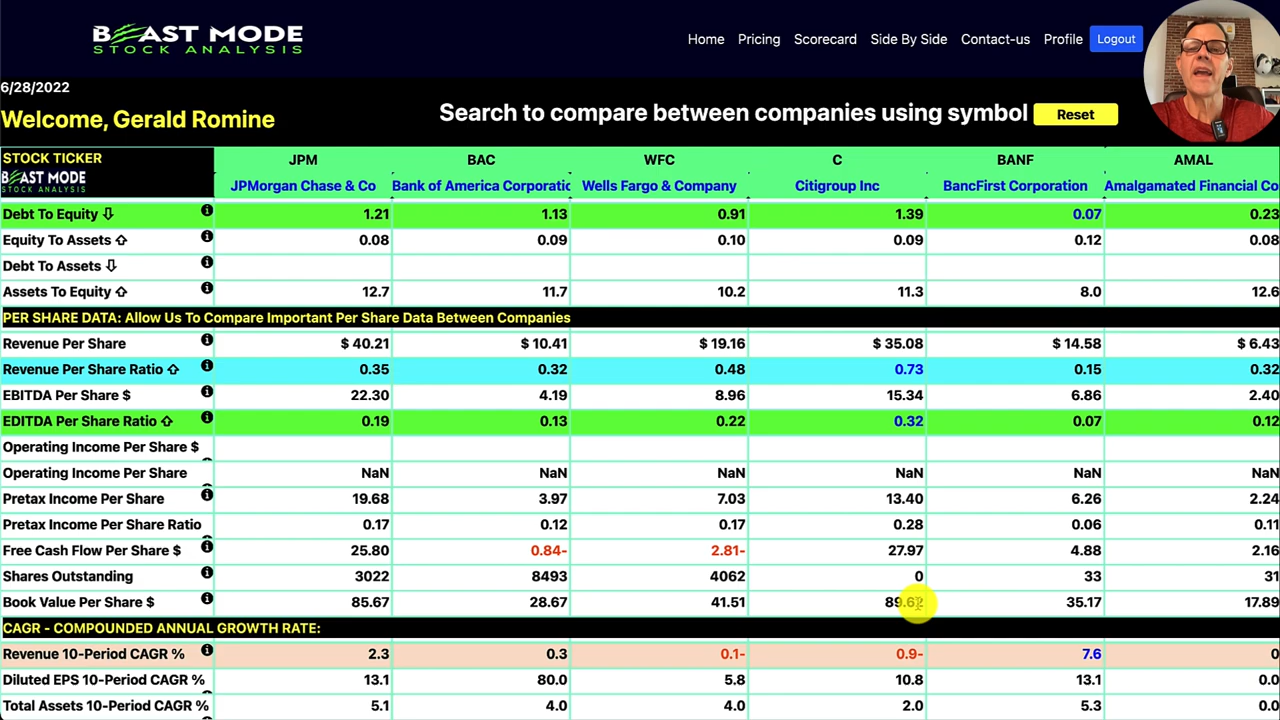 BEAST MODE
STOCK ANALYSIS
Home Pricing Scorecard Side By Side Contact-us Profile Logout
6/28/2022
Welcome, Gerald Romine
Search to compare between companies using symbol Reset
STOCK TICKER JPM BAC WFC C BANF AMAL
BEAST MODE
STOCK ANALYSIS
JPMorgan Chase & Co Bank of America Corporatic Wells Fargo & Company Citigroup Inc BancFirst Corporation Amalgamated Financial Co
Debt To Equity ⇩ 1.21 1.13 0.91 1.39 0.07 0.23
Equity To Assets ⇧ 0.08 0.09 0.10 0.09 0.12 0.08
Debt To Assets ⇩
Assets To Equity ⇧ 12.7 11.7 10.2 11.3 8.0 12.6
PER SHARE DATA: Allow Us To Compare Important Per Share Data Between Companies
Revenue Per Share $ 40.21 $ 10.41 $ 19.16 $ 35.08 $ 14.58 $ 6.43
Revenue Per Share Ratio ⇧ 0.35 0.32 0.48 0.73 0.15 0.32
EBITDA Per Share $ 22.30 4.19 8.96 15.34 6.86 2.40
EDITDA Per Share Ratio ⇧ 0.19 0.13 0.22 0.32 0.07 0.12
Operating Income Per Share $
Operating Income Per Share NaN NaN NaN NaN NaN NaN
Pretax Income Per Share 19.68 3.97 7.03 13.40 6.26 2.24
Pretax Income Per Share Ratio 0.17 0.12 0.17 0.28 0.06 0.11
Free Cash Flow Per Share $ 25.80 0.84- 2.81- 27.97 4.88 2.16
Shares Outstanding 3022 8493 4062 0 33 31
Book Value Per Share $ 85.67 28.67 41.51 35.17 17.89
CAGR - COMPOUNDED ANNUAL GROWTH RATE:
Revenue 10-Period CAGR % 2.3 0.3 0.1- 0.9- 7.6 0
Diluted EPS 10-Period CAGR % 13.1 80.0 5.8 10.8 13.1 0.0
Total Assets 10-Period CAGR % 5.1 4.0 4.0 2.0 5.3 0.0